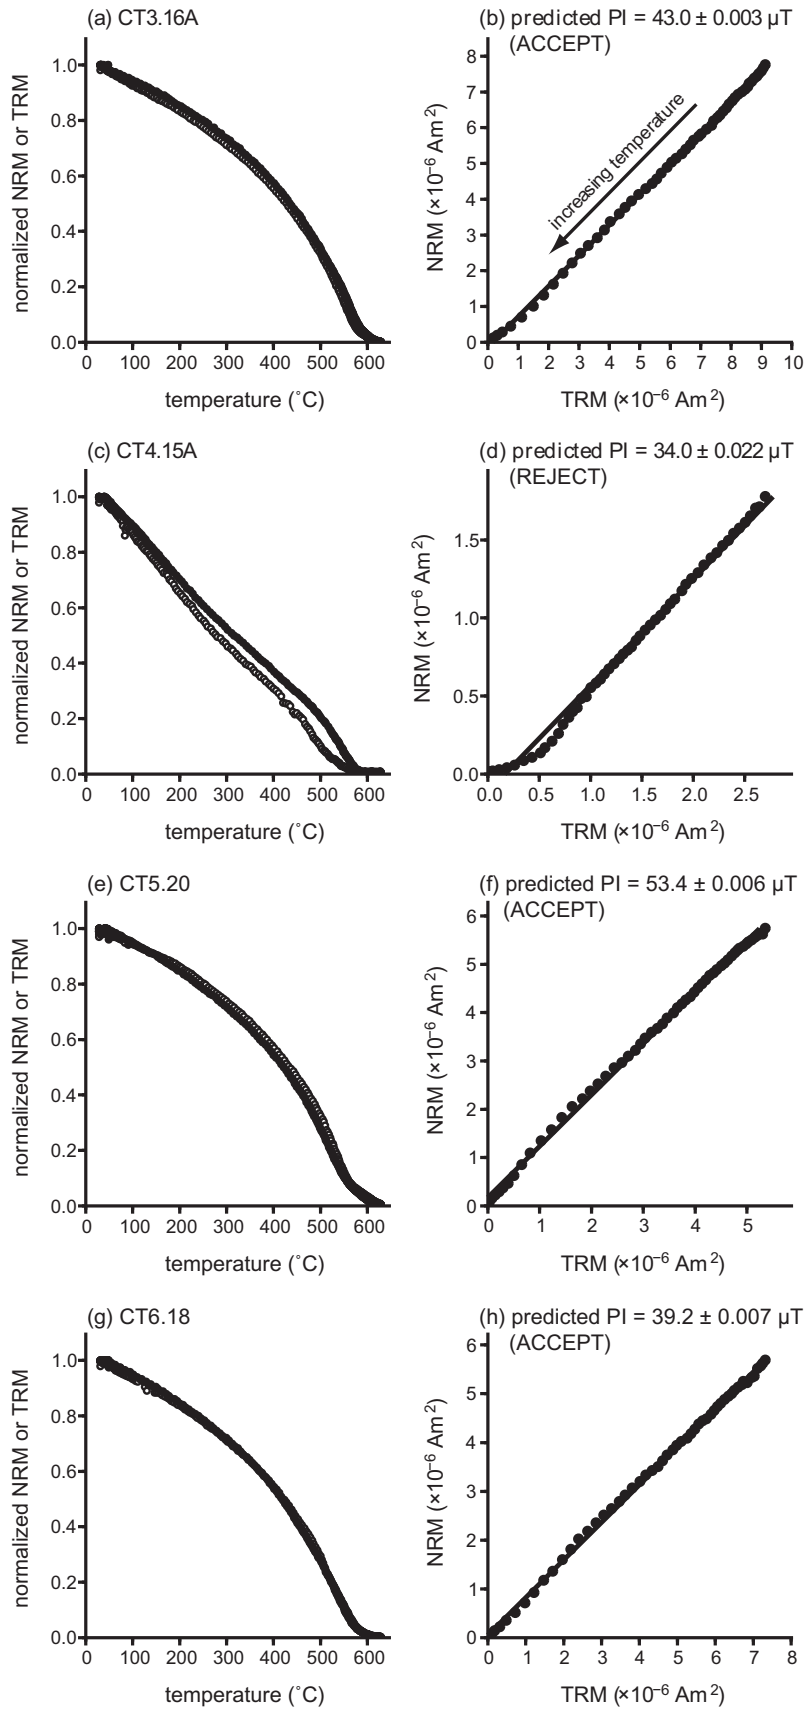 (a) CT3.16A
normalized NRM or TRM
1.0
0.8
0.6
0.4
0.2
0.0
0 100 200 300 400 500 600
temperature (˚C)
(b) predicted PI = 43.0 ± 0.003 µT
(ACCEPT)
NRM (×10⁻⁶ Am²)
8
7
6
5
4
3
2
1
0
increasing temperature
0 1 2 3 4 5 6 7 8 9 10
TRM (×10⁻⁶ Am²)
(c) CT4.15A
normalized NRM or TRM
1.0
0.8
0.6
0.4
0.2
0.0
0 100 200 300 400 500 600
temperature (˚C)
(d) predicted PI = 34.0 ± 0.022 µT
(REJECT)
NRM (×10⁻⁶ Am²)
1.5
1.0
0.5
0.0
0.0 0.5 1.0 1.5 2.0 2.5
TRM (×10⁻⁶ Am²)
(e) CT5.20
normalized NRM or TRM
1.0
0.8
0.6
0.4
0.2
0.0
0 100 200 300 400 500 600
temperature (˚C)
(f) predicted PI = 53.4 ± 0.006 µT
(ACCEPT)
NRM (×10⁻⁶ Am²)
6
5
4
3
2
1
0
0 1 2 3 4 5
TRM (×10⁻⁶ Am²)
(g) CT6.18
normalized NRM or TRM
1.0
0.8
0.6
0.4
0.2
0.0
0 100 200 300 400 500 600
temperature (˚C)
(h) predicted PI = 39.2 ± 0.007 µT
(ACCEPT)
NRM (×10⁻⁶ Am²)
6
5
4
3
2
1
0
0 1 2 3 4 5 6 7 8
TRM (×10⁻⁶ Am²)